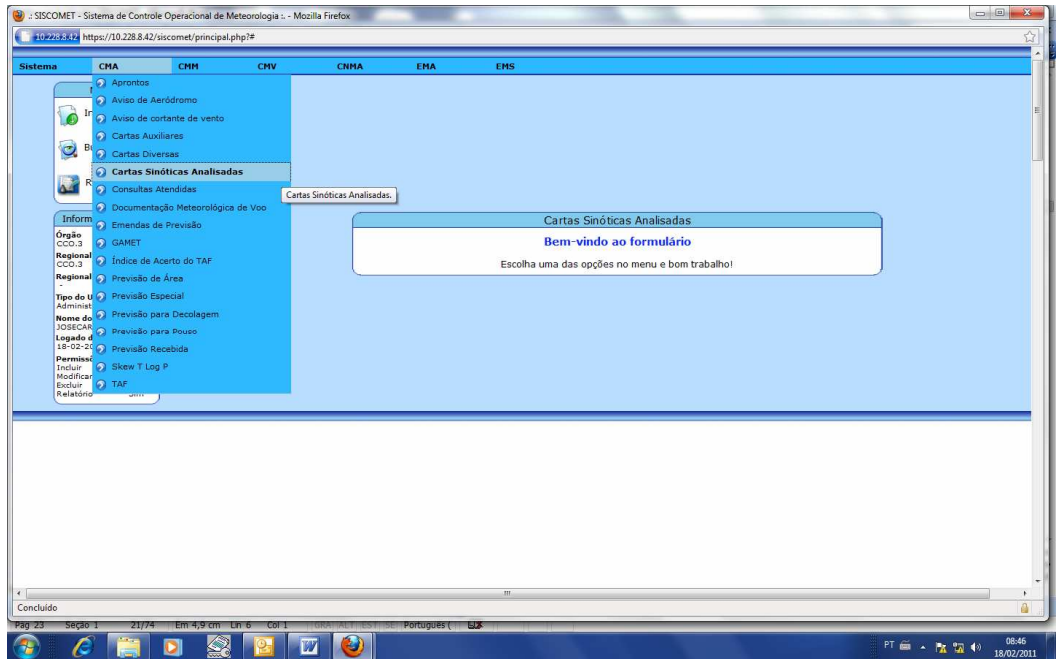 .: SISCOMET - Sistema de Controle Operacional de Meteorologia :. - Mozilla Firefox
10.228.8.42 https://10.228.8.42/siscomet/principal.php?#
Sistema CMA CMM CMV CNMA EMA EMS
Aprontos
Aviso de Aeródromo
Aviso de cortante de vento
Cartas Auxiliares
Cartas Diversas
Cartas Sinóticas Analisadas
Consultas Atendidas
Documentação Meteorológica de Voo
Emendas de Previsão
GAMET
Índice de Acerto do TAF
Previsão de Área
Previsão Especial
Previsão para Decolagem
Previsão para Pouso
Previsão Recebida
Skew T Log P
TAF
Cartas Sinóticas Analisadas.
In
B
R
Inform
Órgão
CCO.3
Regional
CCO.3
Regional
-
Tipo do U
Administ
Nome do
JOSECAR
Logado d
18-02-20
Permissõ
Incluir
Modificar
Excluir
Relatório Sim
Cartas Sinóticas Analisadas
Bem-vindo ao formulário
Escolha uma das opções no menu e bom trabalho!
Concluído
Pág 23 Seção 1 21/74 Em 4,9 cm Lin 6 Col 1 GRA ALT EST SE Português (
PT 08:46
18/02/2011